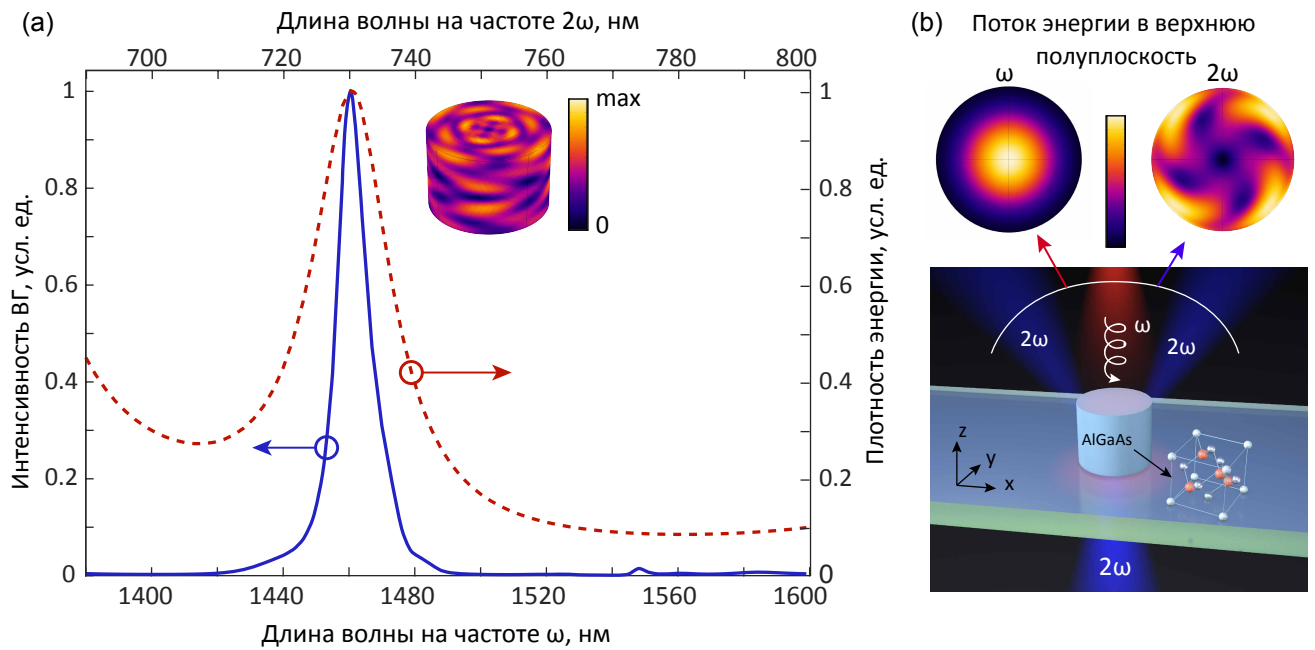 (a)
Длина волны на частоте 2ω, нм
700 720 740 760 780 800
1
0.8
0.6
0.4
0.2
0
Интенсивность ВГ, усл. ед.
max
0
1
0.8
0.6
0.4
0.2
0
Плотность энергии, усл. ед.
1400 1440 1480 1520 1560 1600
Длина волны на частоте ω, нм
(b)
Поток энергии в верхнюю
полуплоскость
ω 2ω
ω
2ω 2ω
AlGaAs
z
y
x
2ω